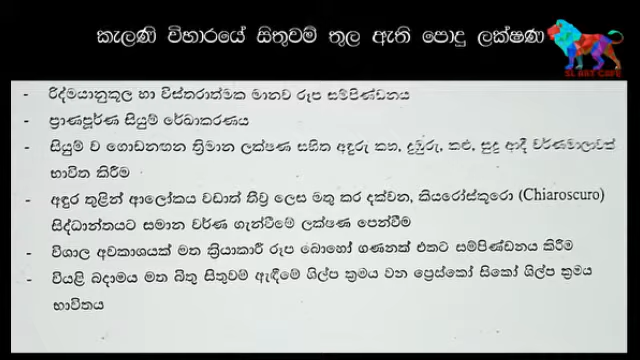 කැලණි විහාරයේ සිතුවම් තුල ඇති පොදු ලක්ෂණ
SL ART CAFE
- රිද්මයානුකූල හා විස්තරාත්මක මානව රූප සම්පිණ්ඩනය
- ප්‍රාණපූර්ණ සියුම් රේඛාකරණය
- සියුම් ව ගොඩනඟන ත්‍රිමාන ලක්ෂණ සහිත අඳුරු කහ, දුඹුරු, කළු, සුදු ආදී වර්ණමාලාවක්
භාවිත කිරීම
- අඳුර තුළින් ආලෝකය වඩාත් තීව්‍ර ලෙස මතු කර දක්වන, කියරෝස්කූරො (Chiaroscuro)
සිද්ධාන්තයට සමාන වර්ණ ගැන්වීමේ ලක්ෂණ පෙන්වීම
- විශාල අවකාශයක් මත ක්‍රියාකාරී රූප බොහෝ ගණනක් එකට සම්පිණ්ඩනය කිරීම
- වියළි බදාමය මත බිතු සිතුවම් ඇඳීමේ ශිල්ප ක්‍රමය වන ප්‍රෙස්කෝ සිකෝ ශිල්ප ක්‍රමය
භාවිතය